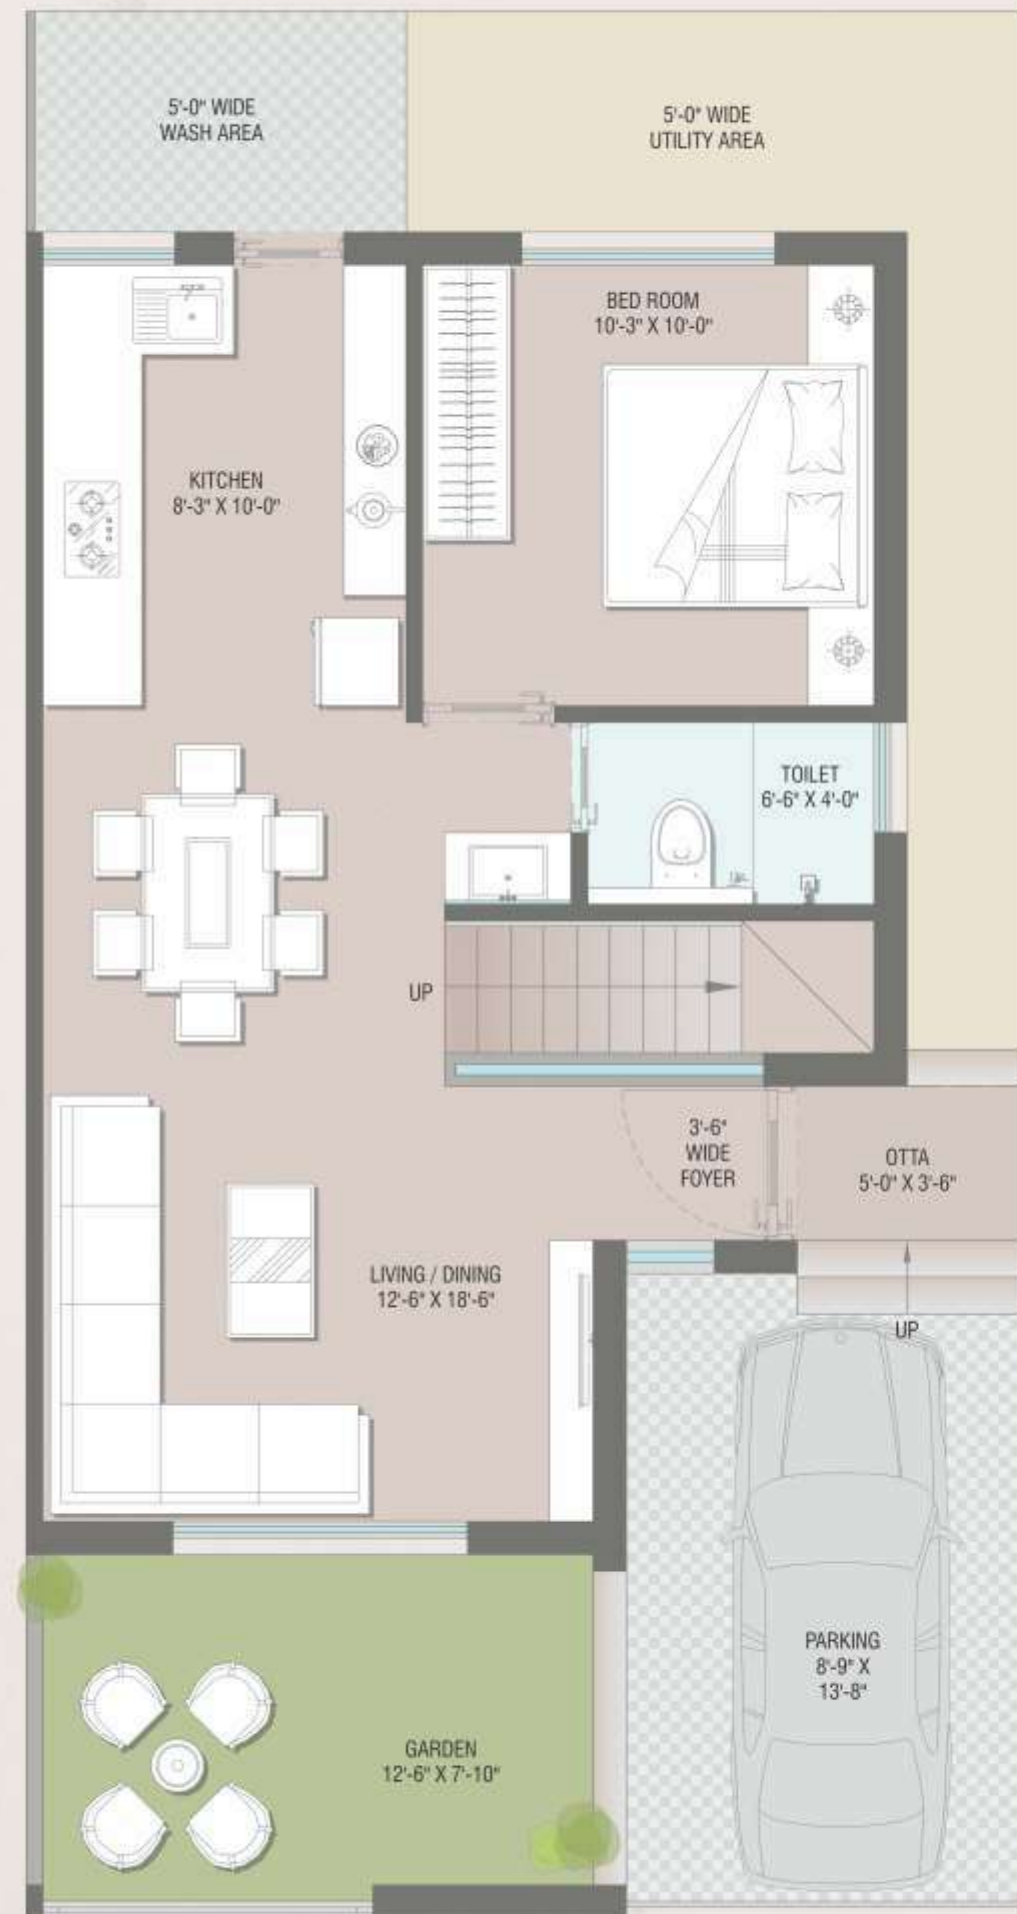 5'-0" WIDE
WASH AREA
5'-0" WIDE
UTILITY AREA
BED ROOM
10'-3" X 10'-0"
KITCHEN
8'-3" X 10'-0"
TOILET
6'-6" X 4'-0"
UP
3'-6"
WIDE
FOYER
OTTA
5'-0" X 3'-6"
LIVING / DINING
12'-6" X 18'-6"
UP
PARKING
8'-9" X
13'-8"
GARDEN
12'-6" X 7'-10"